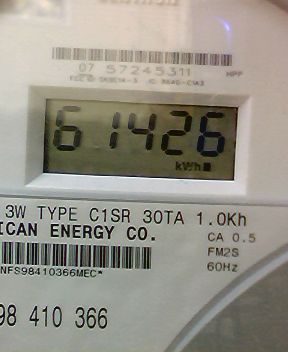 07 57245311 HPP
61426
kWh
3W TYPE C1SR 30TA 1.0Kh
ICAN ENERGY CO.
CA 0.5
FM2S
60Hz
NFS98410366MEC*
98 410 366